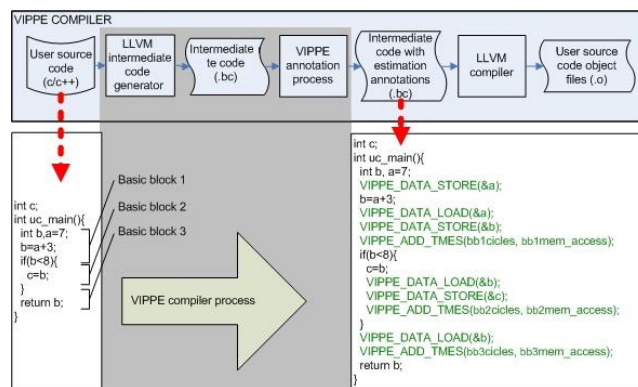 VIPPE COMPILER
User source
code
(c/c++)
LLVM
intermediate
code
generator
Intermediate r
te code
(.bc)
VIPPE
annotation
process
Intermediate
code with
estimation
annotations
(.bc)
LLVM
compiler
User source
code object
files (.o)
int c;
int uc_main(){
int b,a=7;
b=a+3;
if(b<8){
c=b;
}
return b;
}
Basic block 1
Basic block 2
Basic block 3
VIPPE compiler process
int c;
int uc_main(){
int b, a=7;
VIPPE_DATA_STORE(&a);
b=a+3;
VIPPE_DATA_LOAD(&a);
VIPPE_DATA_STORE(&b);
VIPPE_ADD_TMES(bb1cicles, bb1mem_access);
if(b<8){
c=b;
VIPPE_DATA_LOAD(&b);
VIPPE_DATA_STORE(&c);
VIPPE_ADD_TMES(bb2cicles, bb2mem_access);
}
VIPPE_DATA_LOAD(&b);
VIPPE_ADD_TMES(bb3cicles, bb3mem_access);
return b;
}